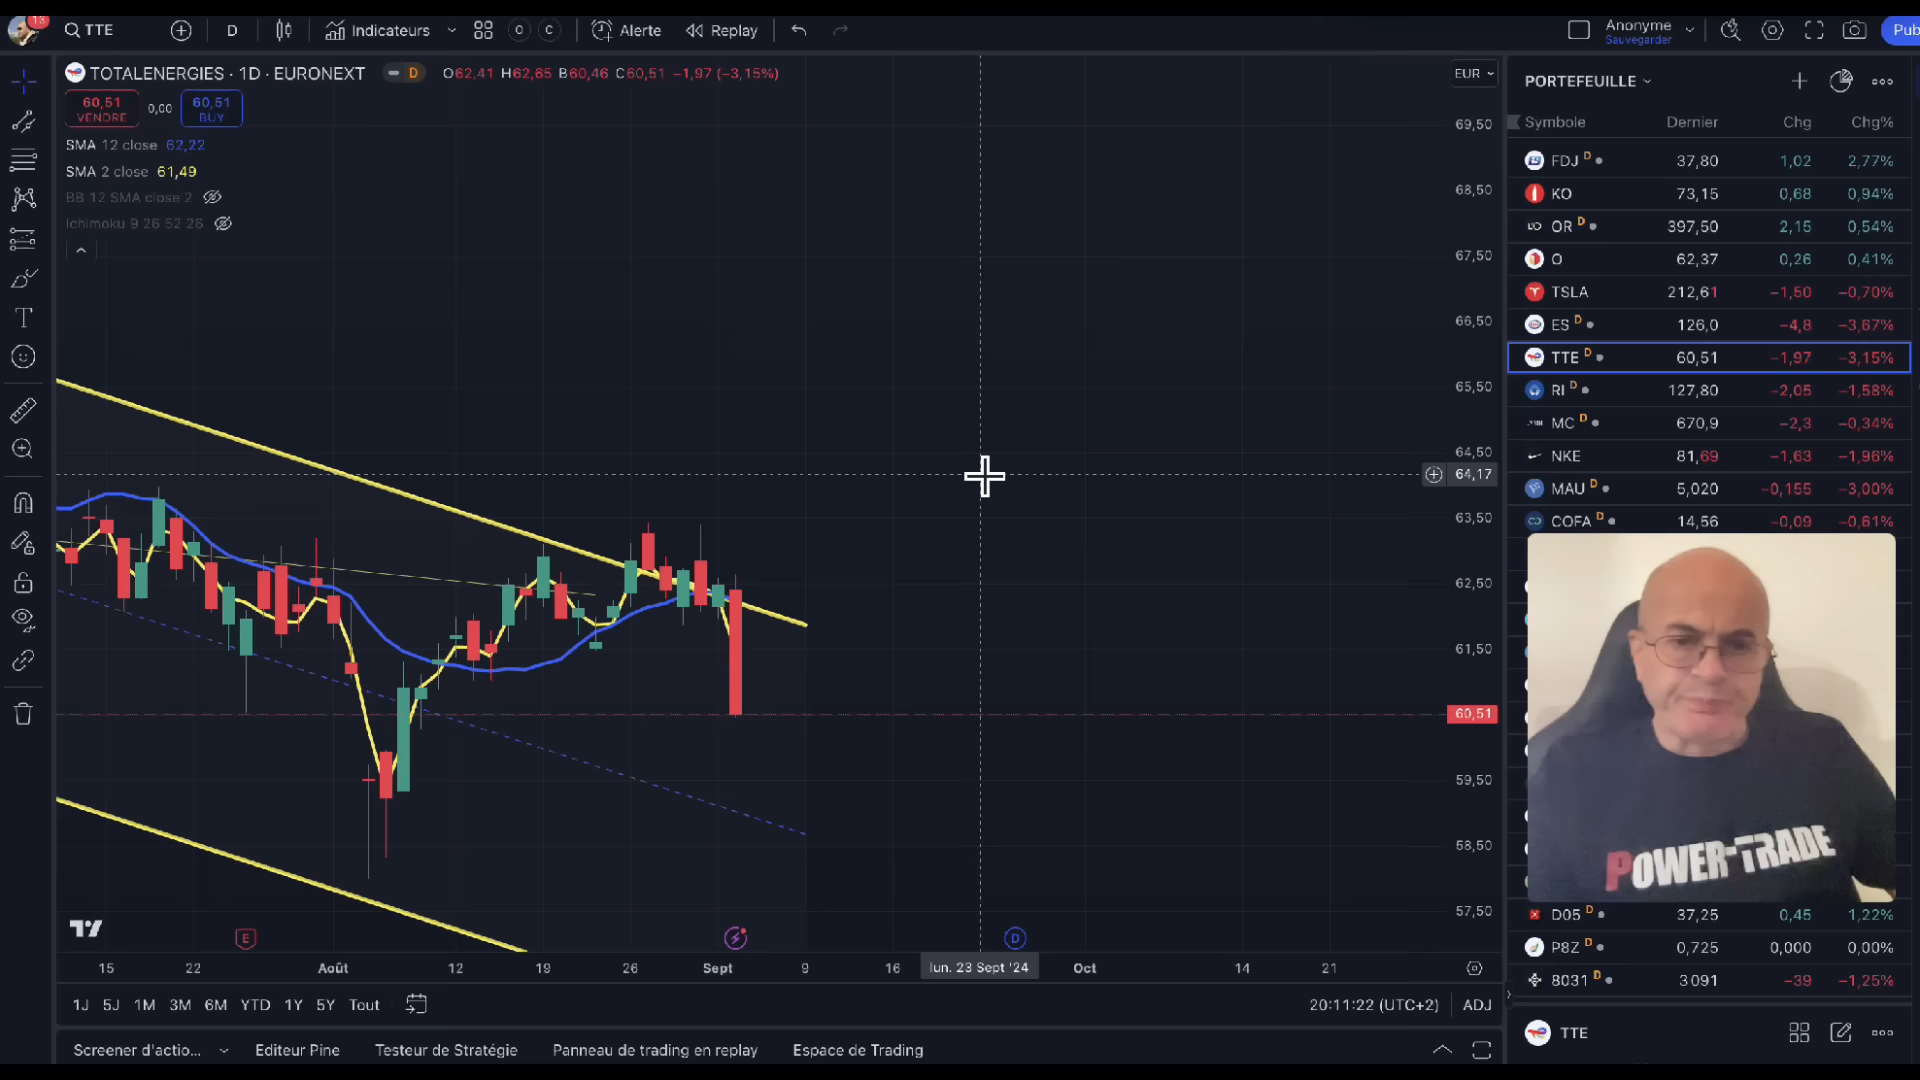 13
TTE
D
Indicateurs
Alerte
Replay
Anonyme
Sauvegarder
Pub
TOTALENERGIES · 1D · EURONEXT
D
O62,41 H62,65 B60,46 C60,51 −1,97 (−3,15%)
EUR
60,51
VENDRE
0,00
60,51
BUY
SMA 12 close 62,22
SMA 2 close 61,49
BB 12 SMA close 2
Ichimoku 9 26 52 26
69,50
68,50
67,50
66,50
65,50
64,50
64,17
63,50
62,50
61,50
60,51
59,50
58,50
57,50
E
D
15 22 Août 12 19 26 Sept 9 16 lun. 23 Sept '24 Oct 14 21
1J 5J 1M 3M 6M YTD 1Y 5Y Tout
20:11:22 (UTC+2) ADJ
Screener d'actio... Editeur Pine Testeur de Stratégie Panneau de trading en replay Espace de Trading
PORTEFEUILLE
Symbole Dernier Chg Chg%
FDJ D 37,80 1,02 2,77%
KO 73,15 0,68 0,94%
OR D 397,50 2,15 0,54%
O 62,37 0,26 0,41%
TSLA 212,61 −1,50 −0,70%
ES D 126,0 −4,8 −3,67%
TTE D 60,51 −1,97 −3,15%
RI D 127,80 −2,05 −1,58%
MC D 670,9 −2,3 −0,34%
NKE 81,69 −1,63 −1,96%
MAU D 5,020 −0,155 −3,00%
COFA D 14,56 −0,09 −0,61%
POWER-TRADE
D05 D 37,25 0,45 1,22%
P8Z D 0,725 0,000 0,00%
8031 D 3 091 −39 −1,25%
TTE